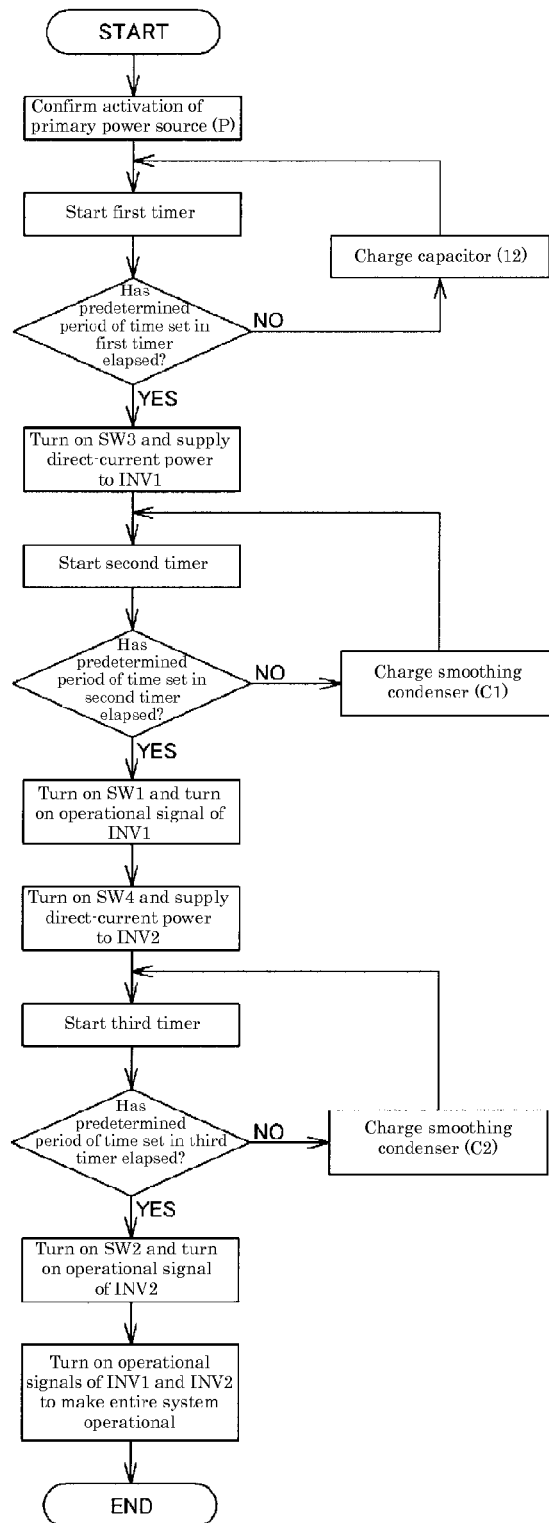 START
Confirm activation of
primary power source (P)
Start first timer
Charge capacitor (12)
Has
predetermined
period of time set in
first timer
elapsed?
NO
YES
Turn on SW3 and supply
direct-current power
to INV1
Start second timer
Has
predetermined
period of time set in
second timer
elapsed?
NO
Charge smoothing
condenser (C1)
YES
Turn on SW1 and turn
on operational signal of
INV1
Turn on SW4 and supply
direct-current power
to INV2
Start third timer
Has
predetermined
period of time set in third
timer elapsed?
NO
Charge smoothing
condenser (C2)
YES
Turn on SW2 and turn
on operational signal
of INV2
Turn on operational
signals of INV1 and INV2
to make entire system
operational
END